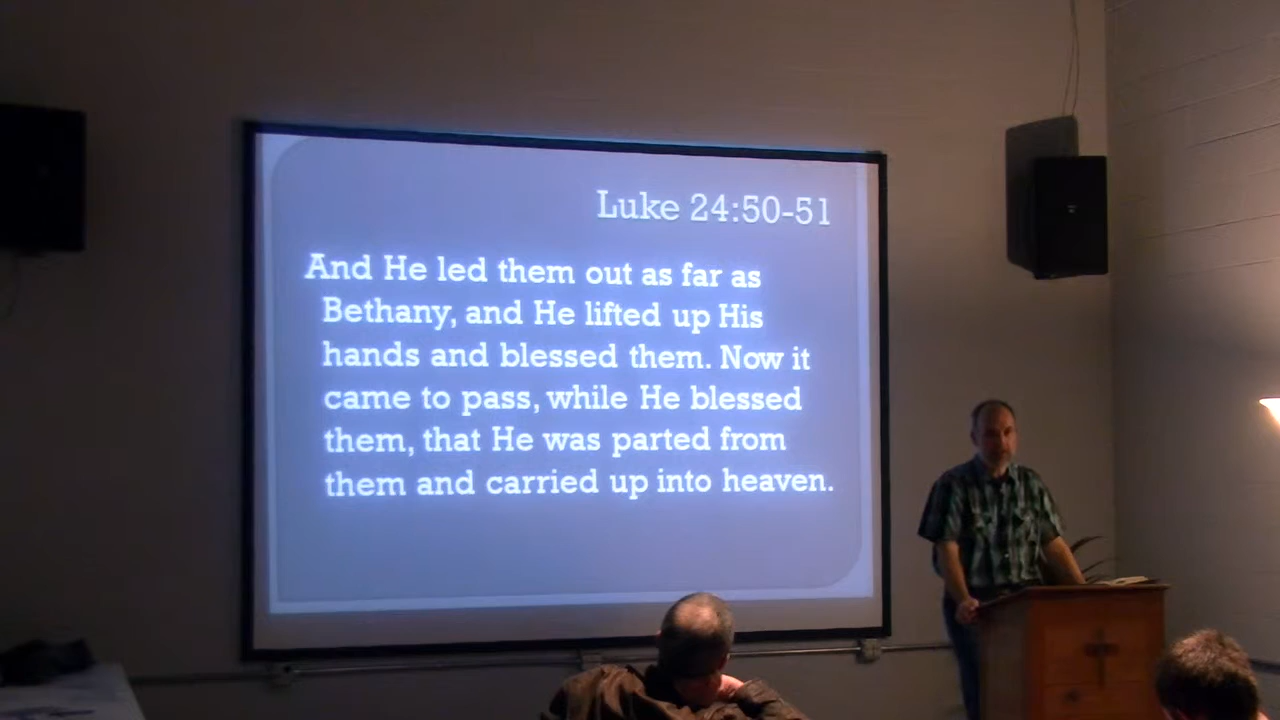 Luke 24:50-51
And He led them out as far as
Bethany, and He lifted up His
hands and blessed them. Now it
came to pass, while He blessed
them, that He was parted from
them and carried up into heaven.